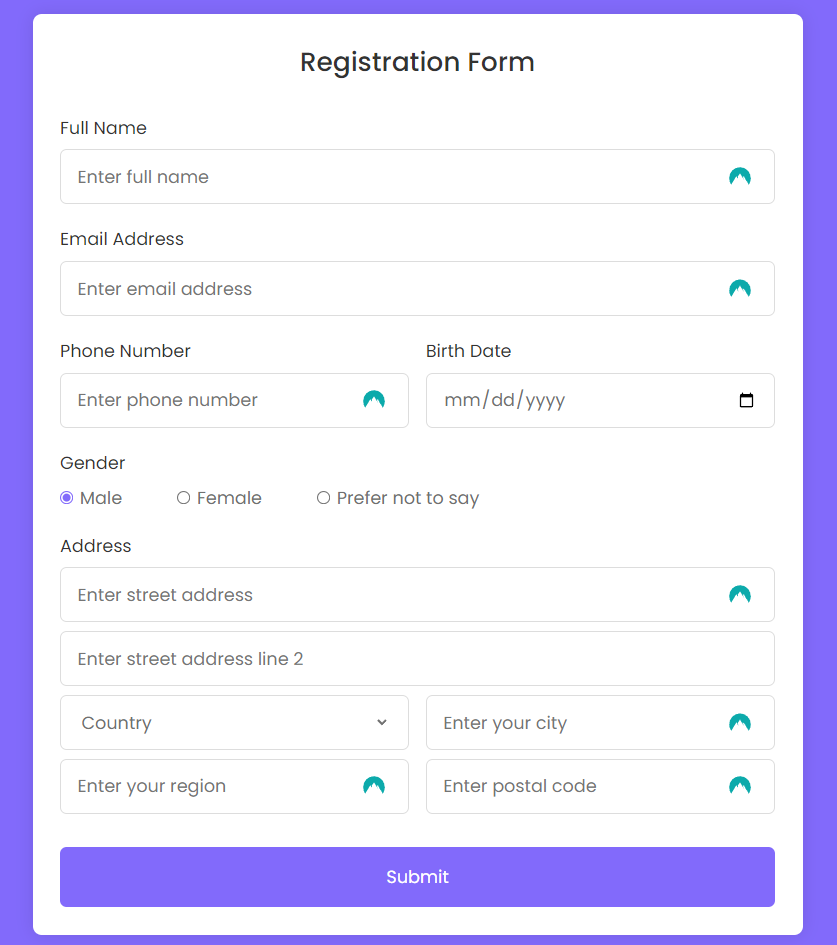 Registration Form
Full Name
Enter full name
Email Address
Enter email address
Phone Number Birth Date
Enter phone number mm/dd/yyyy
Gender
Male Female Prefer not to say
Address
Enter street address
Enter street address line 2
Country Enter your city
Enter your region Enter postal code
Submit